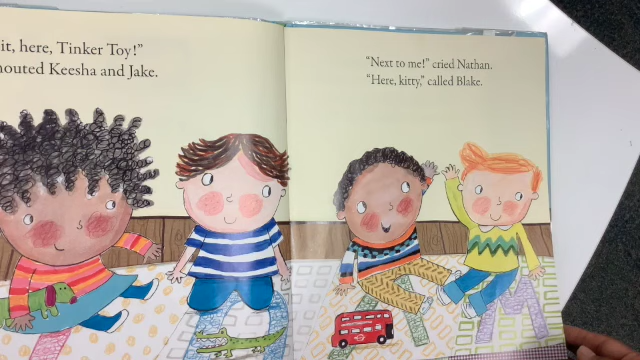 it, here, Tinker Toy!"
houted Keesha and Jake.
"Next to me!" cried Nathan.
"Here, kitty," called Blake.